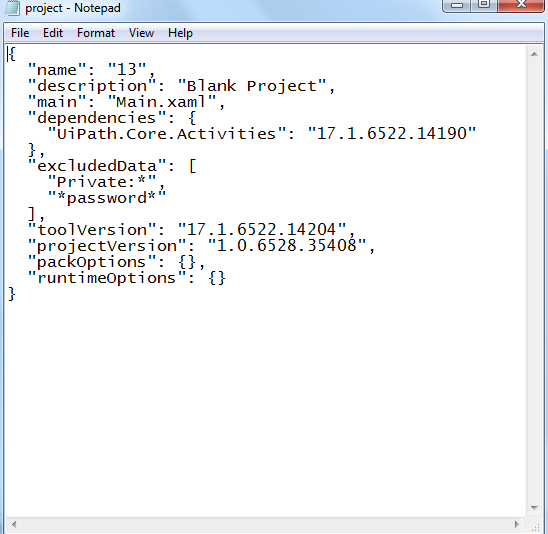 project - Notepad
File Edit Format View Help
{
  "name": "13",
  "description": "Blank Project",
  "main": "Main.xaml",
  "dependencies": {
    "UiPath.Core.Activities": "17.1.6522.14190"
  },
  "excludedData": [
    "Private:*",
    "*password*"
  ],
  "toolVersion": "17.1.6522.14204",
  "projectVersion": "1.0.6528.35408",
  "packOptions": {},
  "runtimeOptions": {}
}